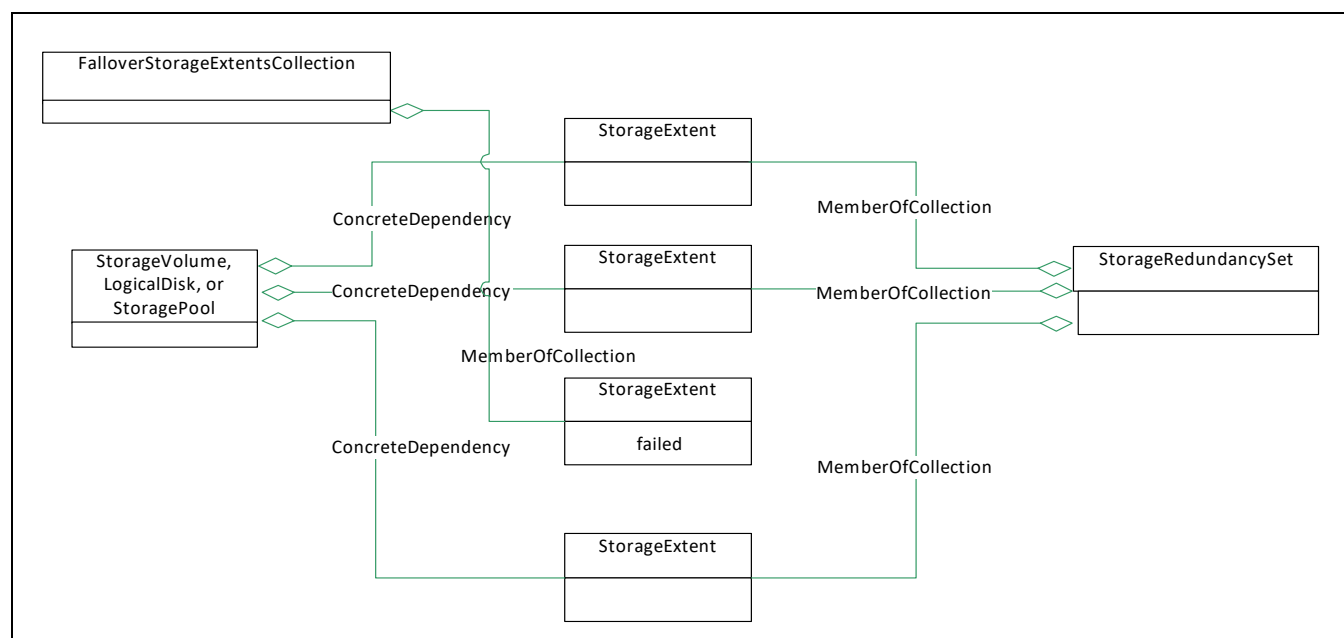 FalloverStorageExtentsCollection
StorageExtent
ConcreteDependency
MemberOfCollection
StorageVolume,
LogicalDisk, or
StoragePool
StorageExtent
StorageRedundancySet
ConcreteDependency
MemberOfCollection
MemberOfCollection
StorageExtent
failed
ConcreteDependency
MemberOfCollection
StorageExtent